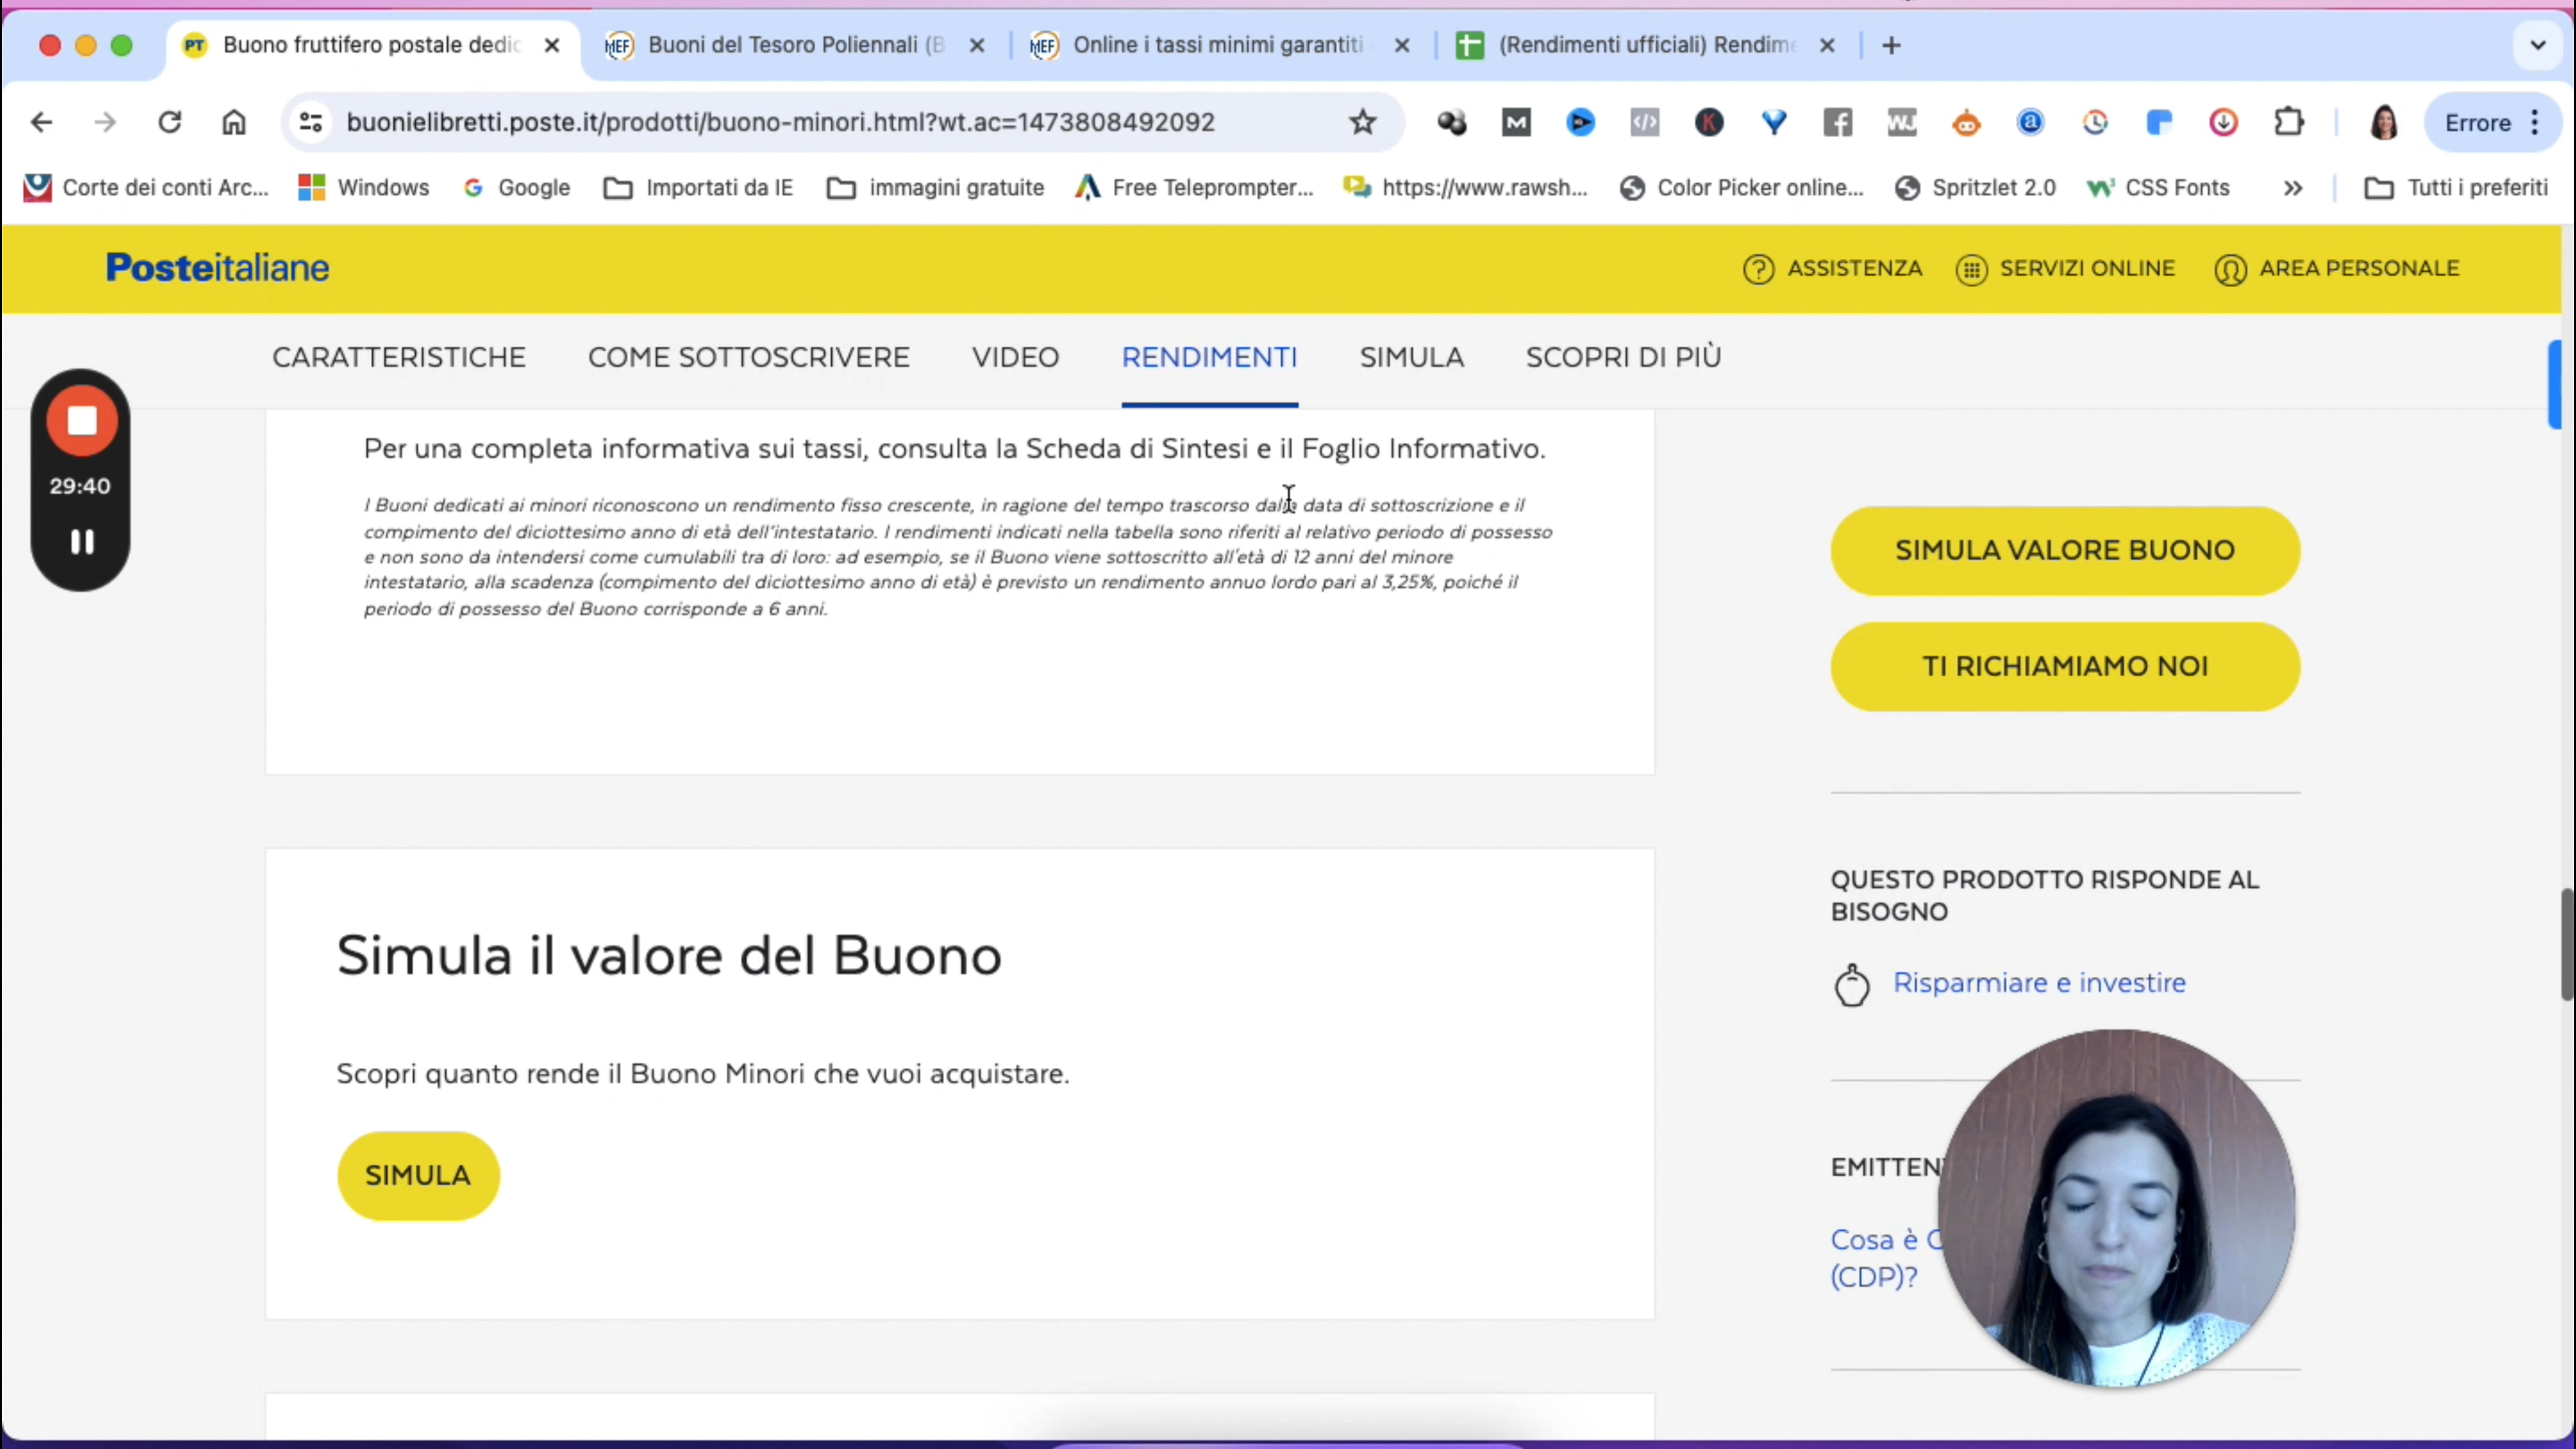 Buono fruttifero postale dedic
Buoni del Tesoro Poliennali (B
Online i tassi minimi garantiti
(Rendimenti ufficiali) Rendime
buonielibretti.poste.it/prodotti/buono-minori.html?wt.ac=1473808492092
Errore
Corte dei conti Arc...
Windows
Google
Importati da IE
immagini gratuite
Free Teleprompter...
https://www.rawsh...
Color Picker online...
Spritzlet 2.0
CSS Fonts
Tutti i preferiti
Posteitaliane
ASSISTENZA
SERVIZI ONLINE
AREA PERSONALE
CARATTERISTICHE
COME SOTTOSCRIVERE
VIDEO
RENDIMENTI
SIMULA
SCOPRI DI PIÙ
29:40
Per una completa informativa sui tassi, consulta la Scheda di Sintesi e il Foglio Informativo.
I Buoni dedicati ai minori riconoscono un rendimento fisso crescente, in ragione del tempo trascorso dalla data di sottoscrizione e il
compimento del diciottesimo anno di età dell'intestatario. I rendimenti indicati nella tabella sono riferiti al relativo periodo di possesso
e non sono da intendersi come cumulabili tra di loro: ad esempio, se il Buono viene sottoscritto all'età di 12 anni del minore
intestatario, alla scadenza (compimento del diciottesimo anno di età) è previsto un rendimento annuo lordo pari al 3,25%, poiché il
periodo di possesso del Buono corrisponde a 6 anni.
Simula il valore del Buono
Scopri quanto rende il Buono Minori che vuoi acquistare.
SIMULA
SIMULA VALORE BUONO
TI RICHIAMIAMO NOI
QUESTO PRODOTTO RISPONDE AL
BISOGNO
Risparmiare e investire
EMITTEN
Cosa è C
(CDP)?